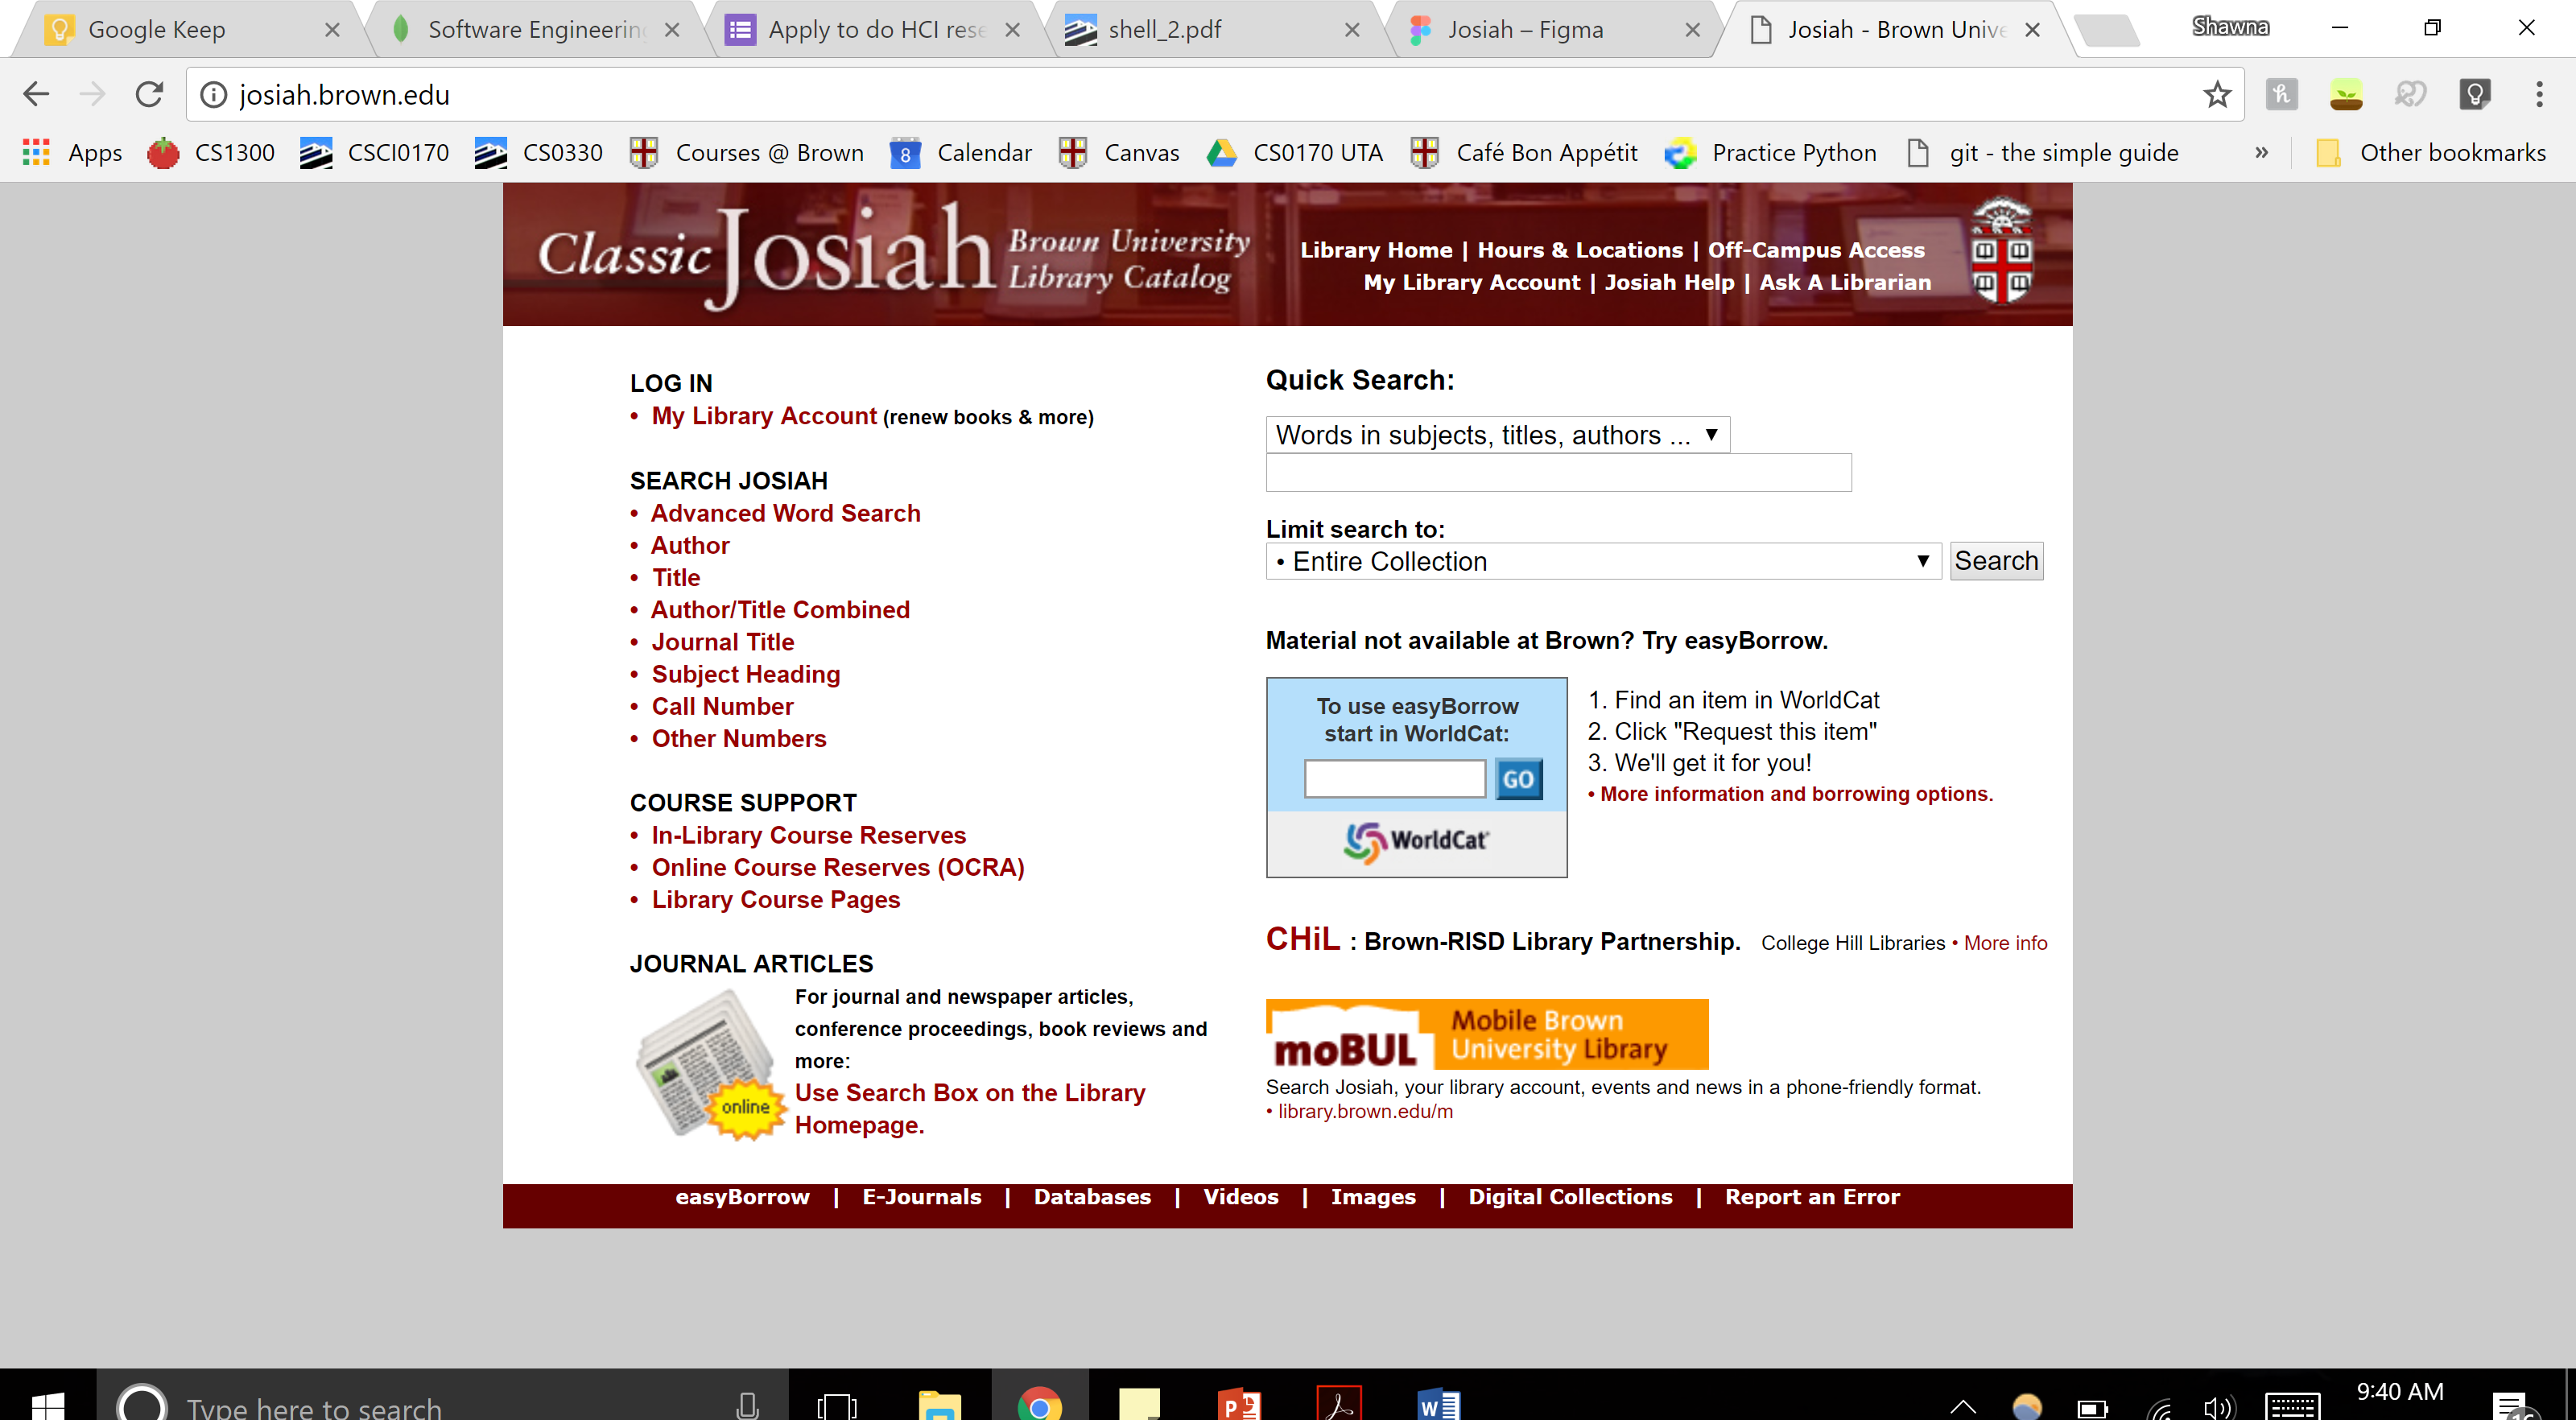 Google Keep
Software Engineering
Apply to do HCI rese
shell_2.pdf
Josiah – Figma
Josiah - Brown Unive
Shawna
josiah.brown.edu
Apps
CS1300
CSCI0170
CS0330
Courses @ Brown
8
Calendar
Canvas
CS0170 UTA
Café Bon Appétit
Practice Python
git - the simple guide
»
Other bookmarks
Classic Josiah Brown University
Library Catalog
Library Home | Hours & Locations | Off-Campus Access
My Library Account | Josiah Help | Ask A Librarian
LOG IN
• My Library Account (renew books & more)
SEARCH JOSIAH
• Advanced Word Search
• Author
• Title
• Author/Title Combined
• Journal Title
• Subject Heading
• Call Number
• Other Numbers
COURSE SUPPORT
• In-Library Course Reserves
• Online Course Reserves (OCRA)
• Library Course Pages
JOURNAL ARTICLES
online
For journal and newspaper articles,
conference proceedings, book reviews and
more:
Use Search Box on the Library
Homepage.
Quick Search:
Words in subjects, titles, authors ...
Limit search to:
• Entire Collection
Search
Material not available at Brown? Try easyBorrow.
To use easyBorrow
start in WorldCat:
GO
WorldCat
1. Find an item in WorldCat
2. Click "Request this item"
3. We'll get it for you!
• More information and borrowing options.
CHiL : Brown-RISD Library Partnership. College Hill Libraries • More info
moBUL
Mobile Brown
University Library
Search Josiah, your library account, events and news in a phone-friendly format.
• library.brown.edu/m
easyBorrow | E-Journals | Databases | Videos | Images | Digital Collections | Report an Error
Type here to search
9:40 AM